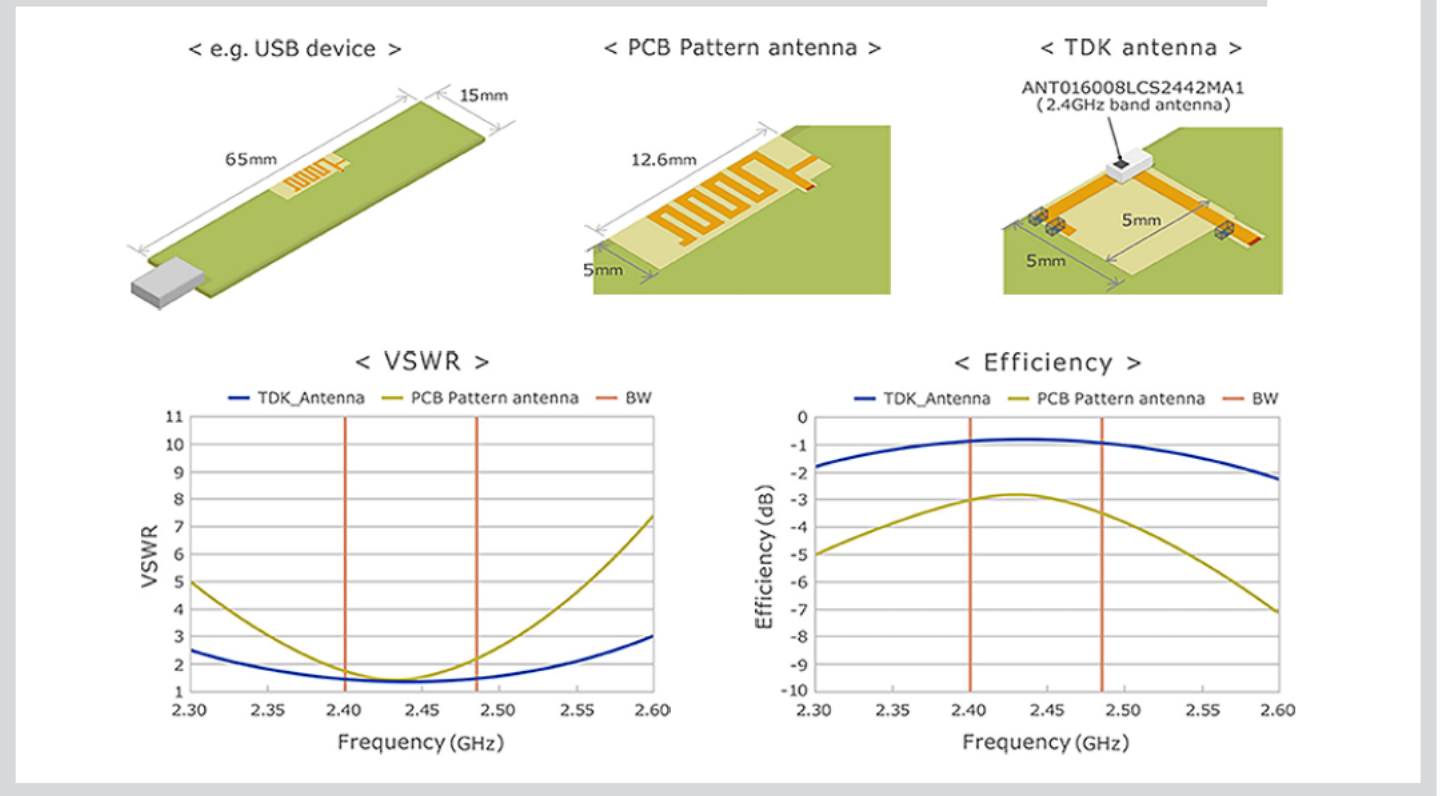 < e.g. USB device >
< PCB Pattern antenna >
< TDK antenna >
ANT016008LCS2442MA1
(2.4GHz band antenna)
15mm
65mm
12.6mm
5mm
5mm
5mm
< VSWR >
TDK_Antenna PCB Pattern antenna BW
11
10
9
8
7
6
5
4
3
2
1
VSWR
2.30 2.35 2.40 2.45 2.50 2.55 2.60
Frequency (GHz)
< Efficiency >
TDK_Antenna PCB Pattern antenna BW
0
-1
-2
-3
-4
-5
-6
-7
-8
-9
-10
Efficiency (dB)
2.30 2.35 2.40 2.45 2.50 2.55 2.60
Frequency (GHz)